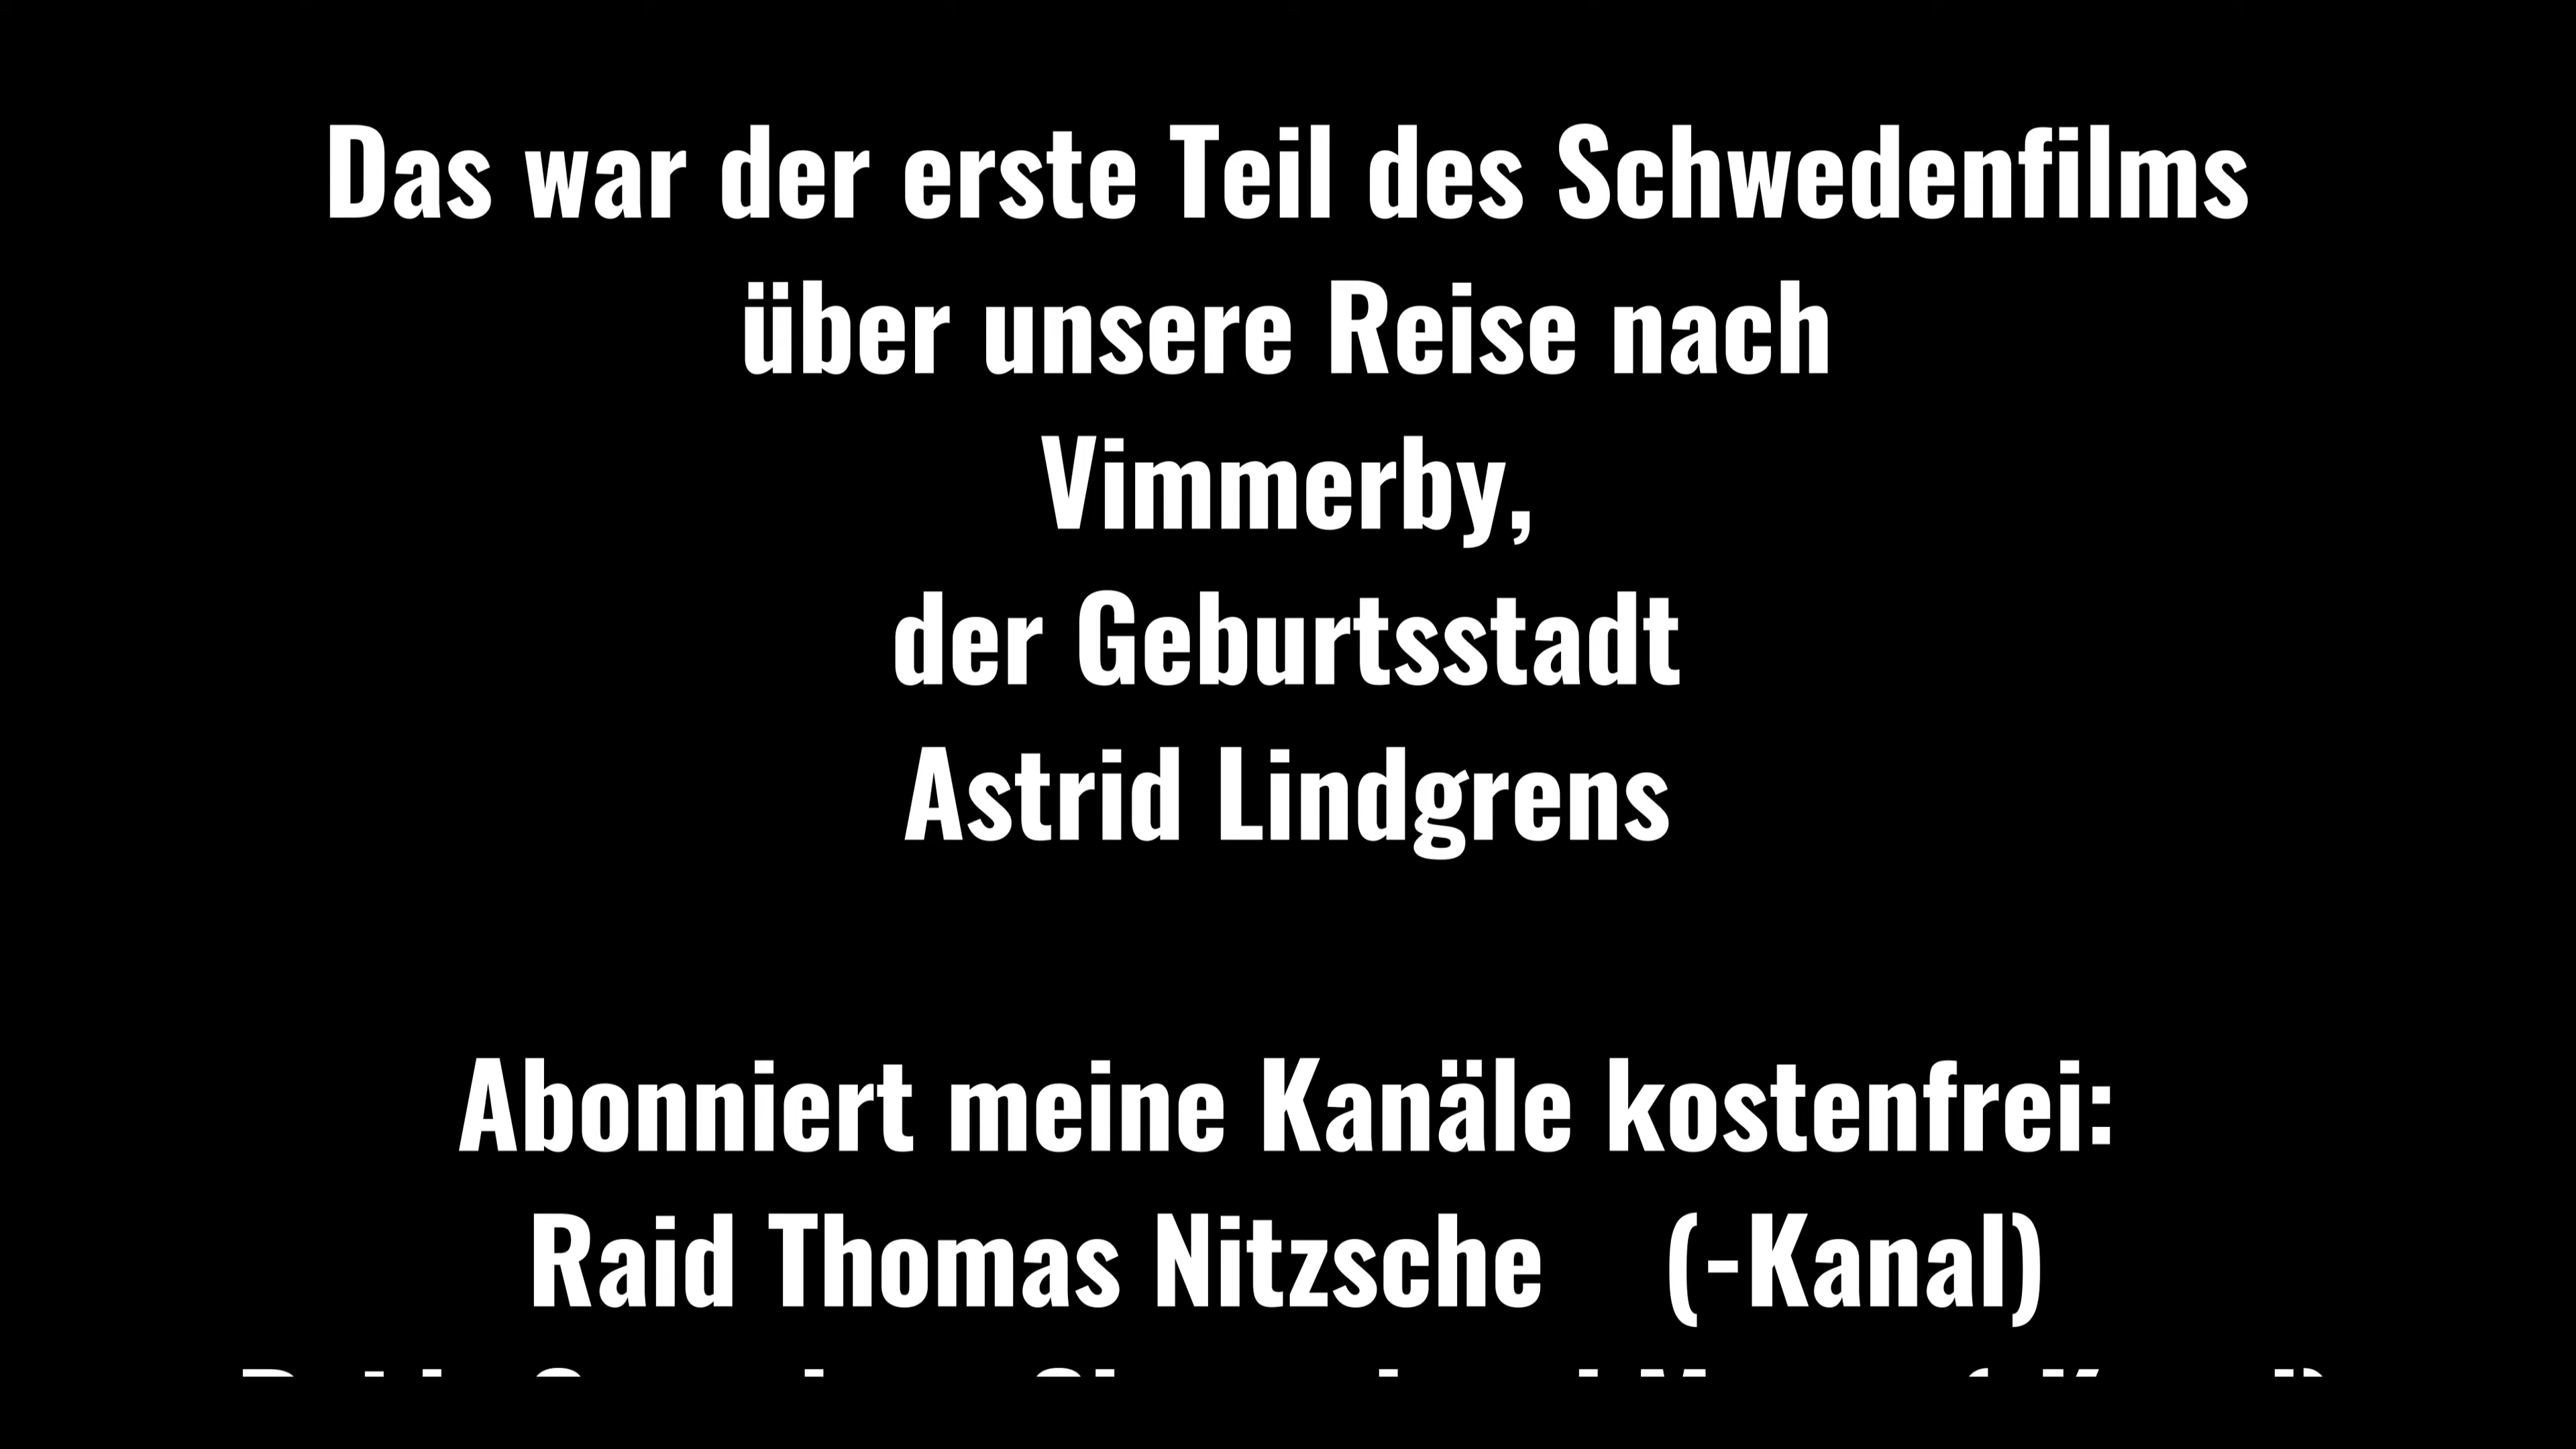 Das war der erste Teil des Schwedenfilms
über unsere Reise nach
Vimmerby,
der Geburtsstadt
Astrid Lindgrens
Abonniert meine Kanäle kostenfrei:
Raid Thomas Nitzsche (-Kanal)